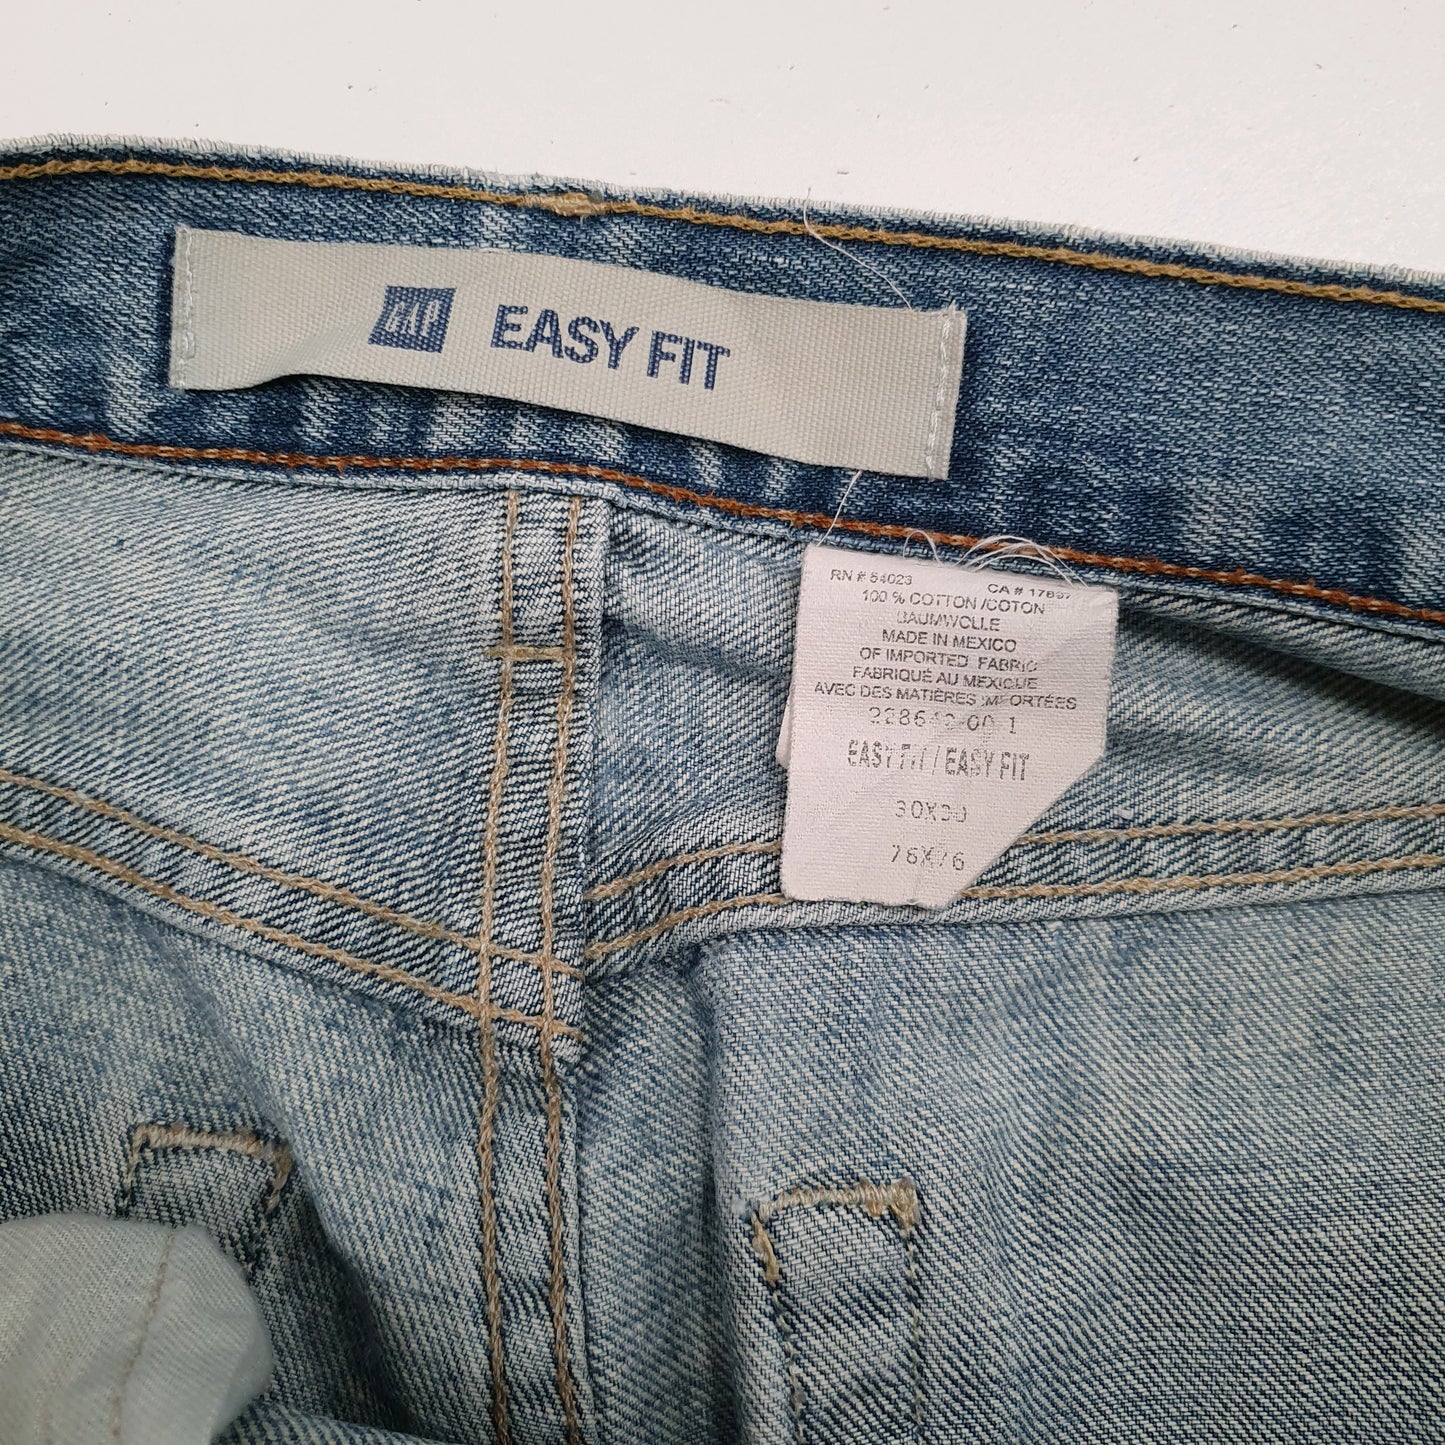 GAP EASY FIT
RN # 54023 CA # 17897
100 % COTTON /COTON
BAUMWOLLE
MADE IN MEXICO
OF IMPORTED FABRIC
FABRIQUÉ AU MEXIQUE
AVEC DES MATIÈRES IMPORTÉES
EASY FIT / EASY FIT
30X30
76X76